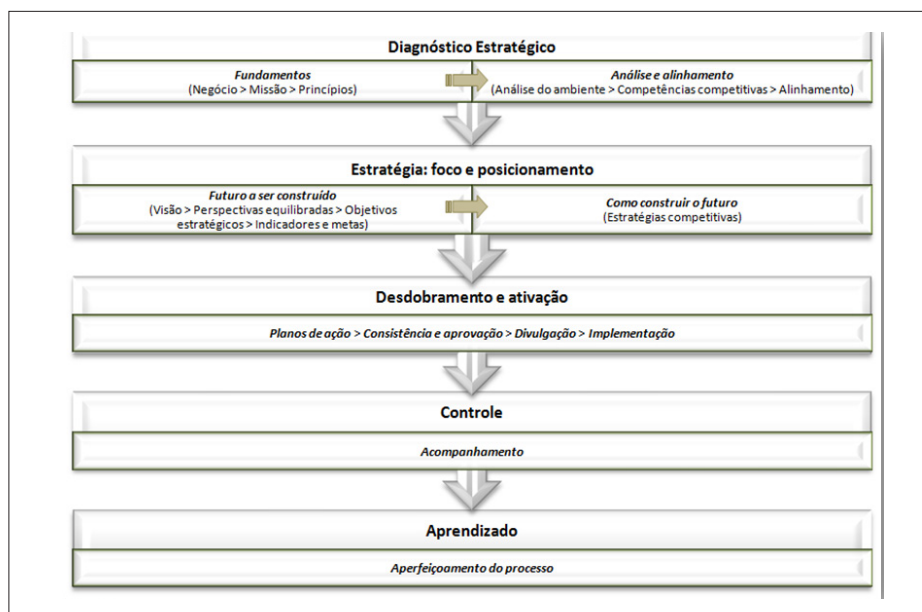 Diagnóstico Estratégico
Fundamentos
(Negócio > Missão > Princípios)
Análise e alinhamento
(Análise do ambiente > Competências competitivas > Alinhamento)
Estratégia: foco e posicionamento
Futuro a ser construído
(Visão > Perspectivas equilibradas > Objetivos
estratégicos > Indicadores e metas)
Como construir o futuro
(Estratégias competitivas)
Desdobramento e ativação
Planos de ação > Consistência e aprovação > Divulgação > Implementação
Controle
Acompanhamento
Aprendizado
Aperfeiçoamento do processo